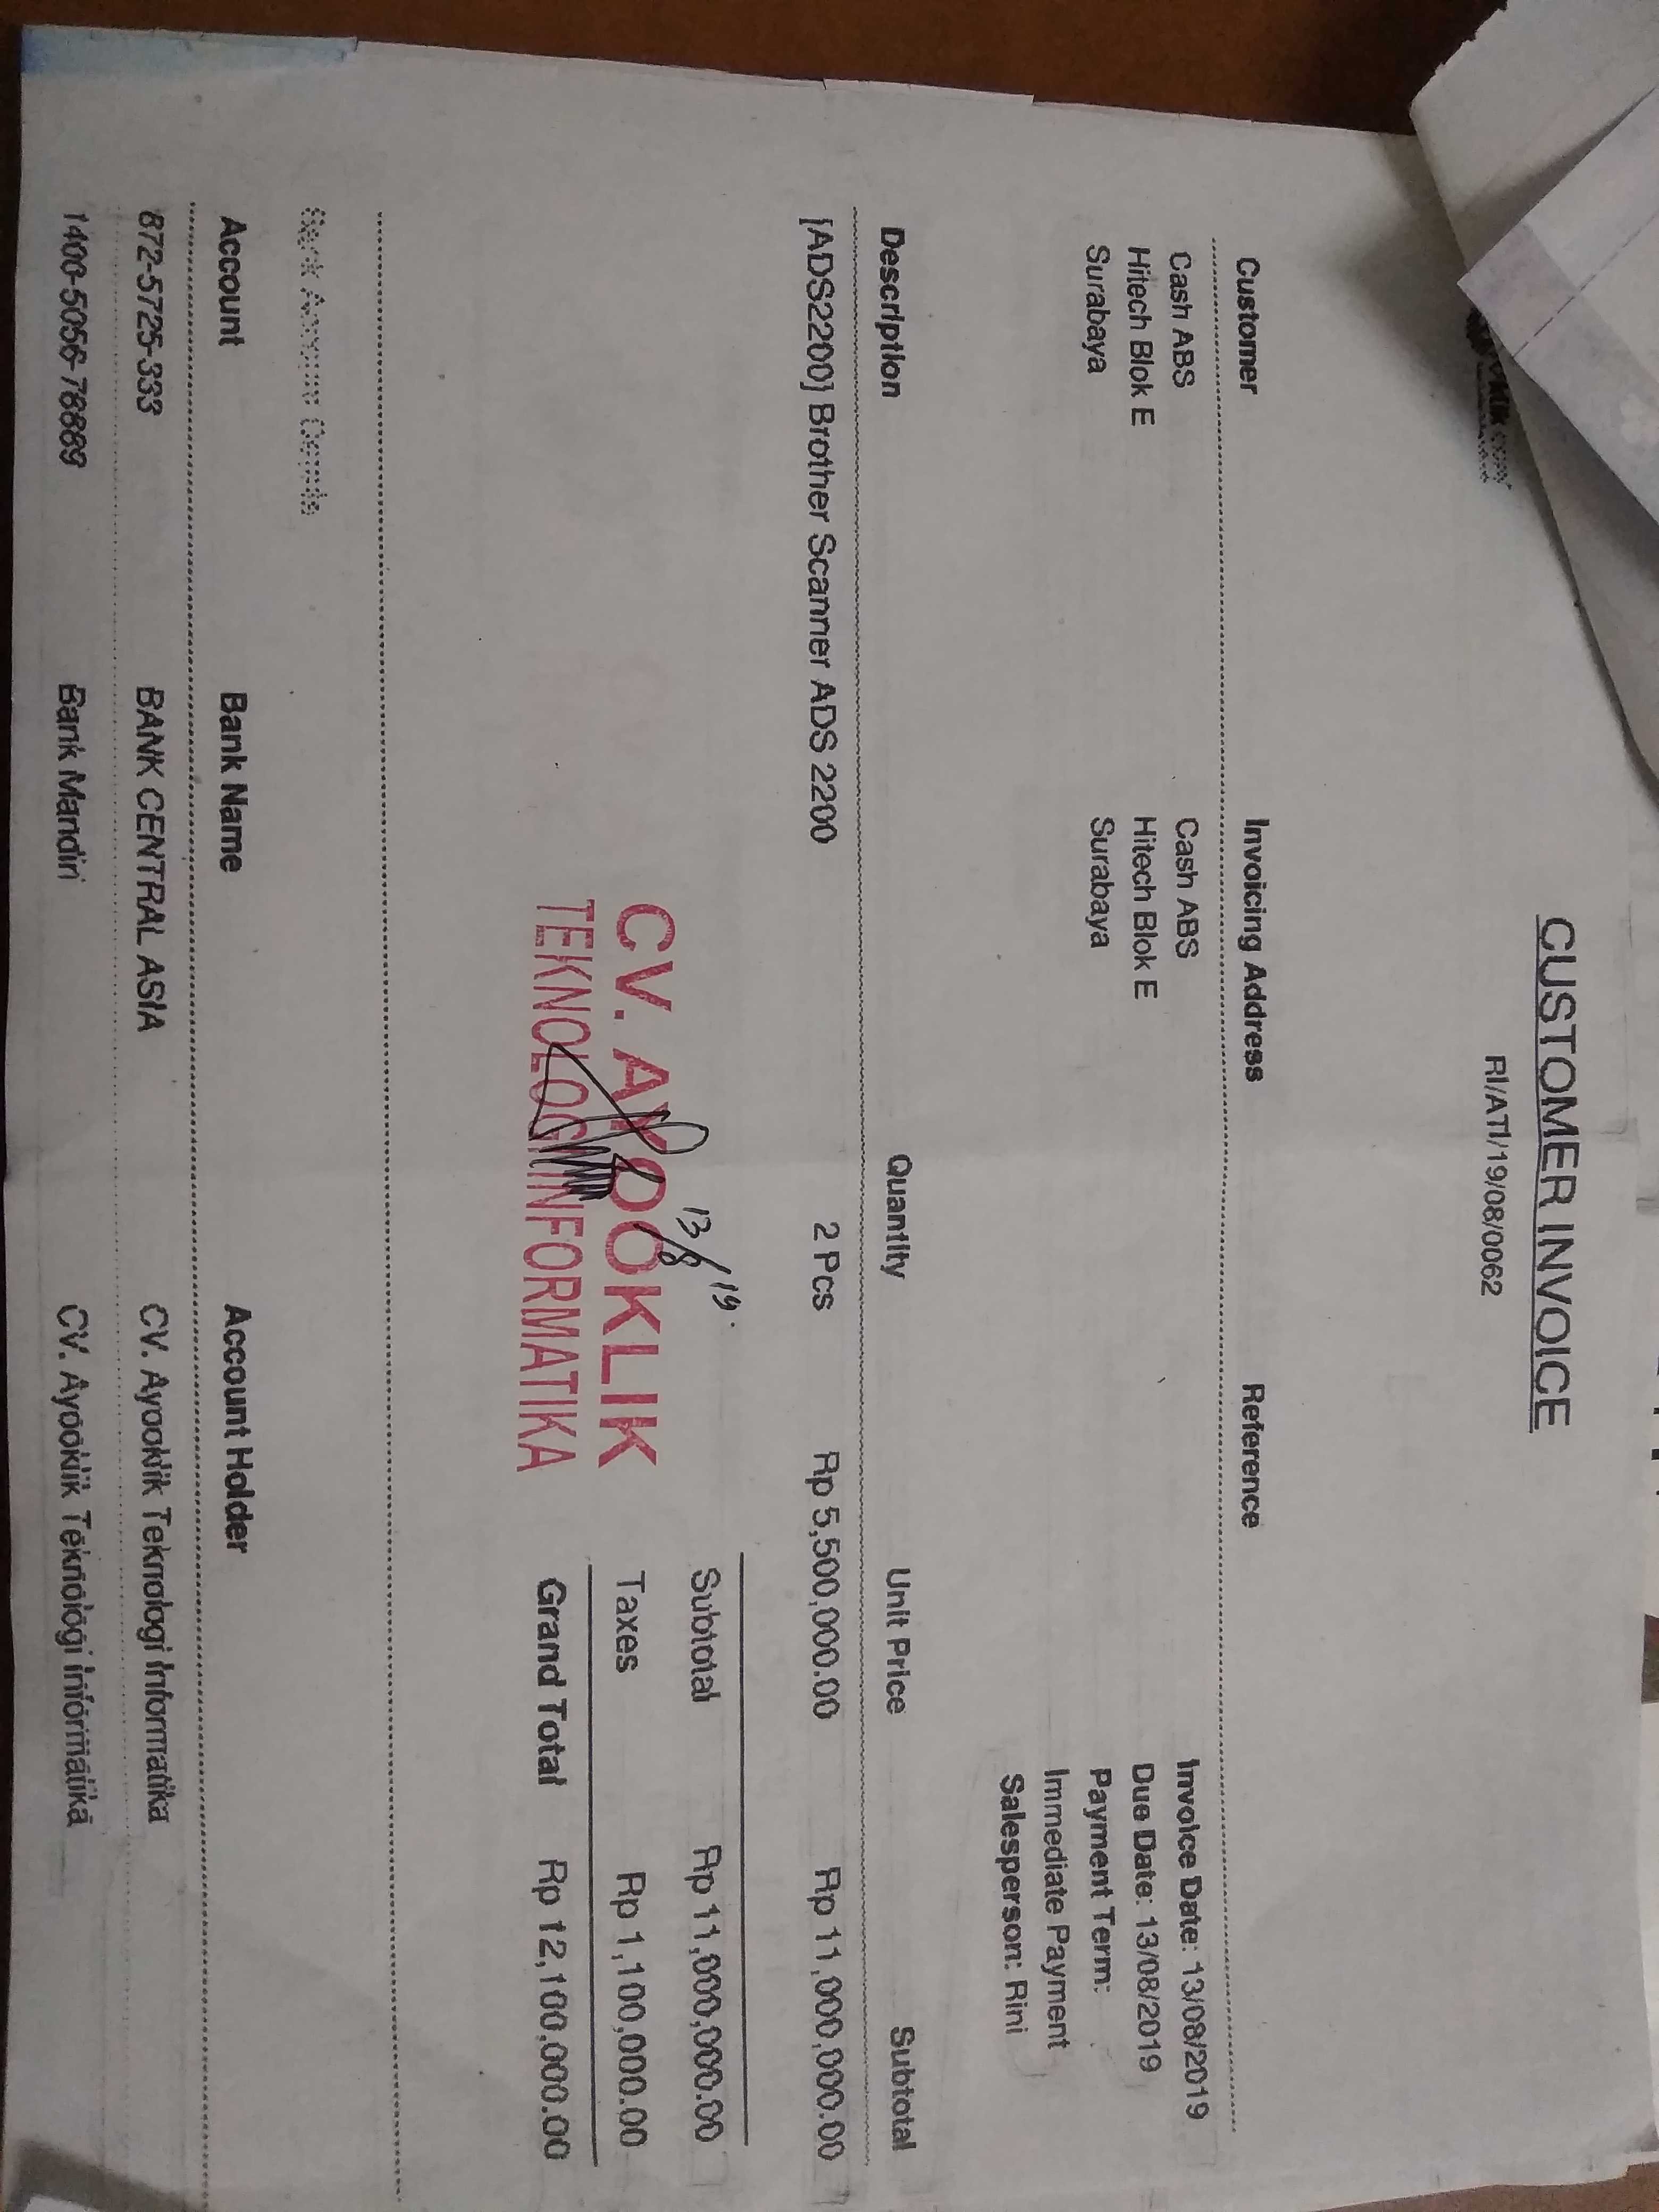 CUSTOMER INVOICE
RI/ATI/19/08/0062
Customer Invoicing Address Reference
Cash ABS Cash ABS Invoice Date: 13/08/2019
Hitech Blok E Hitech Blok E Due Date: 13/08/2019
Surabaya Surabaya Payment Term:
Immediate Payment
Salesperson: Rini
Description Quantity Unit Price Subtotal
[ADS2200] Brother Scanner ADS 2200 2 Pcs Rp 5,500,000.00 Rp 11,000,000.00
Subtotal Rp 11,000,000.00
Taxes Rp 1,100,000.00
Grand Total Rp 12,100,000.00
13/8/19.
CV. AYOOKLIK
TEKNOLOGI INFORMATIKA
Bank Account Details
Account Bank Name Account Holder
872-5725-333 BANK CENTRAL ASIA CV. Ayooklik Teknologi Informatika
1400-5056-78889 Bank Mandiri CV. Ayooklik Teknologi Informatika